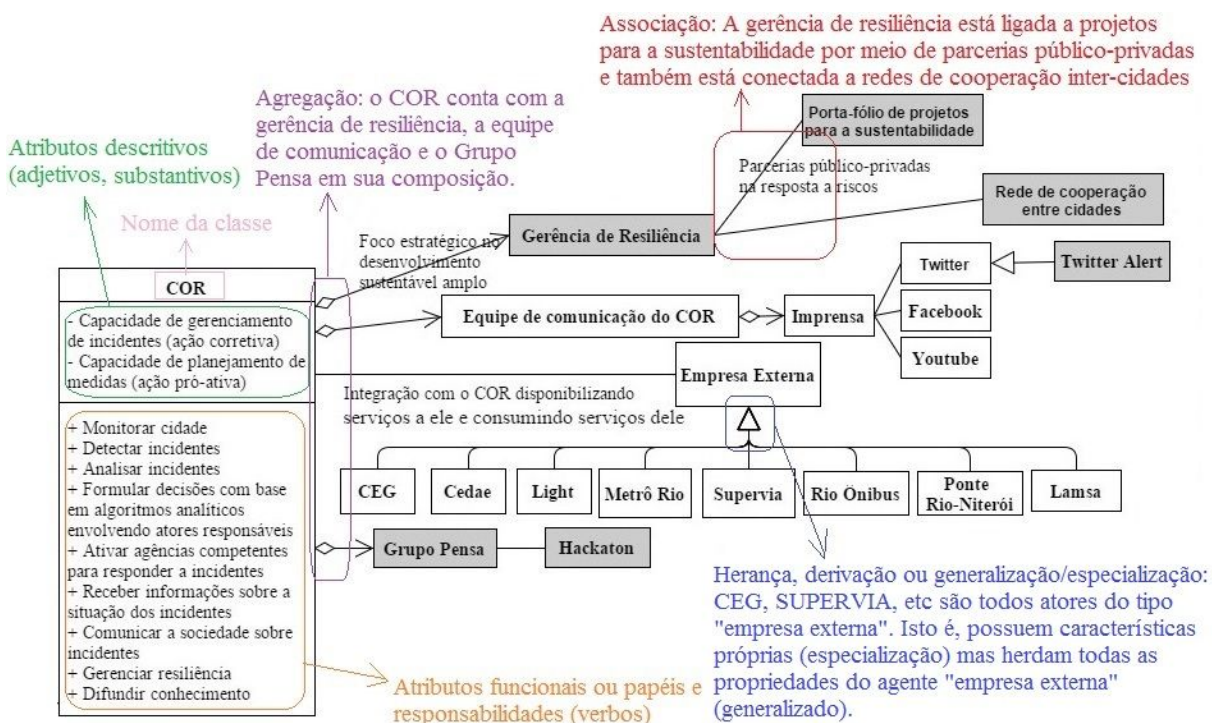 Associação: A gerência de resiliência está ligada a projetos
para a sustentabilidade por meio de parcerias público-privadas
e também está conectada a redes de cooperação inter-cidades
Agregação: o COR conta com a
gerência de resiliência, a equipe
de comunicação e o Grupo
Pensa em sua composição.
Atributos descritivos
(adjetivos, substantivos)
Nome da classe
COR
- Capacidade de gerenciamento
de incidentes (ação corretiva)
- Capacidade de planejamento de
medidas (ação pró-ativa)
+ Monitorar cidade
+ Detectar incidentes
+ Analisar incidentes
+ Formular decisões com base
em algoritmos analíticos
envolvendo atores responsáveis
+ Ativar agências competentes
para responder a incidentes
+ Receber informações sobre a
situação dos incidentes
+ Comunicar a sociedade sobre
incidentes
+ Gerenciar resiliência
+ Difundir conhecimento
Foco estratégico no
desenvolvimento
sustentável amplo
Gerência de Resiliência
Porta-fólio de projetos
para a sustentabilidade
Parcerias público-privadas
na resposta a riscos
Rede de cooperação
entre cidades
Equipe de comunicação do COR
Imprensa
Twitter
Twitter Alert
Facebook
Youtube
Empresa Externa
Integração com o COR disponibilizando
serviços a ele e consumindo serviços dele
CEG
Cedae
Light
Metrô Rio
Supervia
Rio Önibus
Ponte
Rio-Niterói
Lamsa
Grupo Pensa
Hackaton
Herança, derivação ou generalização/especialização:
CEG, SUPERVIA, etc são todos atores do tipo
"empresa externa". Isto é, possuem características
próprias (especialização) mas herdam todas as
propriedades do agente "empresa externa"
(generalizado).
Atributos funcionais ou papéis e
responsabilidades (verbos)